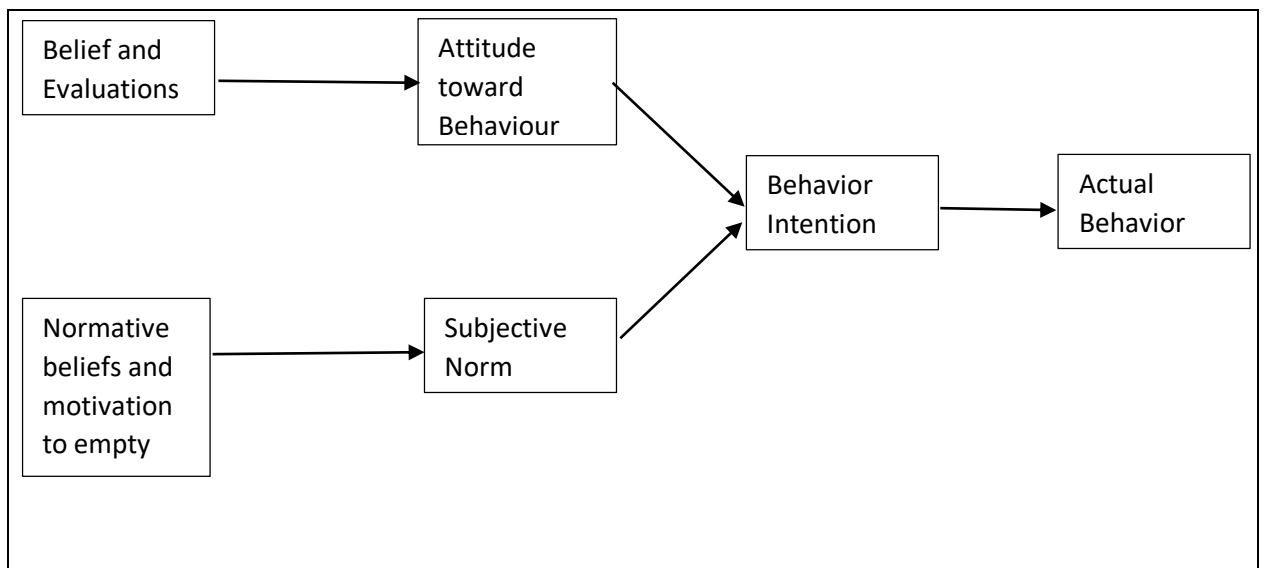 Belief and
Evaluations
Attitude
toward
Behaviour
Behavior
Intention
Actual
Behavior
Normative
beliefs and
motivation
to empty
Subjective
Norm